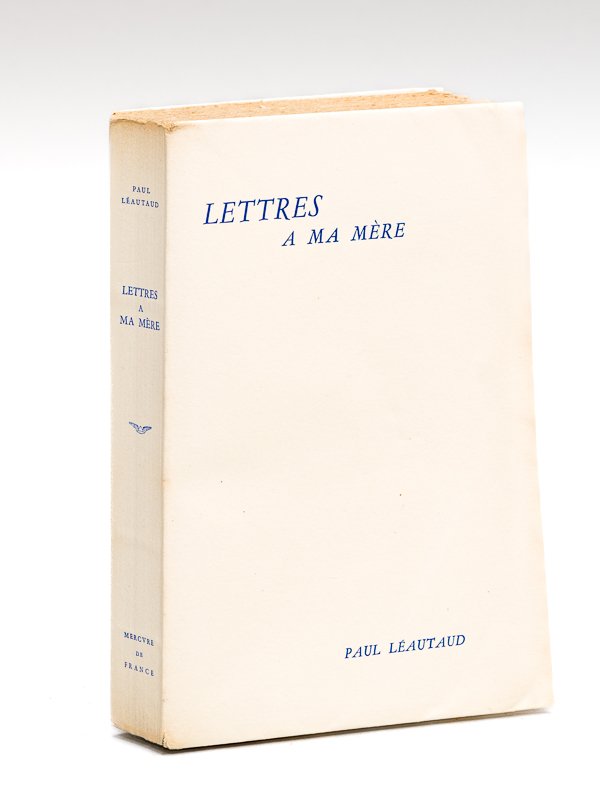 PAUL
LÉAUTAUD
LETTRES
A
MA MÈRE
MERCVRE
DE
FRANCE
LETTRES
A MA MÈRE
PAUL LÉAUTAUD